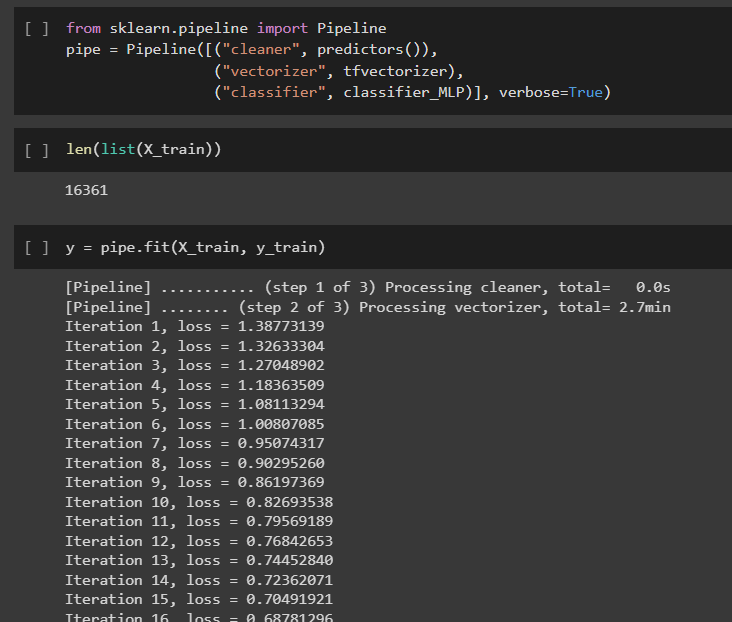 [ ] from sklearn.pipeline import Pipeline
pipe = Pipeline([("cleaner", predictors()),
("vectorizer", tfvectorizer),
("classifier", classifier_MLP)], verbose=True)
[ ] len(list(X_train))
16361
[ ] y = pipe.fit(X_train, y_train)
[Pipeline] ........... (step 1 of 3) Processing cleaner, total=   0.0s
[Pipeline] ........ (step 2 of 3) Processing vectorizer, total= 2.7min
Iteration 1, loss = 1.38773139
Iteration 2, loss = 1.32633304
Iteration 3, loss = 1.27048902
Iteration 4, loss = 1.18363509
Iteration 5, loss = 1.08113294
Iteration 6, loss = 1.00807085
Iteration 7, loss = 0.95074317
Iteration 8, loss = 0.90295260
Iteration 9, loss = 0.86197369
Iteration 10, loss = 0.82693538
Iteration 11, loss = 0.79569189
Iteration 12, loss = 0.76842653
Iteration 13, loss = 0.74452840
Iteration 14, loss = 0.72362071
Iteration 15, loss = 0.70491921
Iteration 16, loss = 0.68781296